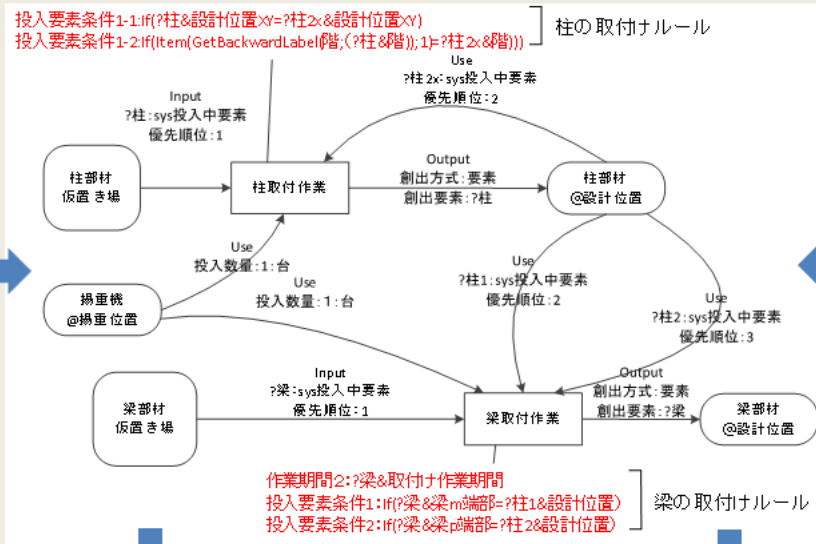 投入要素条件1-1:If(?柱&設計位置XY=?柱2x&設計位置XY)
投入要素条件1-2:If(Item(GetBackwardLabel(階;(?柱&階));1)=?柱2x&階)))
柱の取付けルール
Use
?柱2x:sys投入中要素
優先順位:2
Input
?柱:sys投入中要素
優先順位:1
柱部材
仮置き場
柱取付作業
Output
創出方式:要素
創出要素:?柱
柱部材
@設計位置
Use
投入数量:1:台
Use
投入数量:1:台
揚重機
@揚重位置
Use
?柱1:sys投入中要素
優先順位:2
Use
?柱2:sys投入中要素
優先順位:3
Input
?梁:sys投入中要素
優先順位:1
梁部材
仮置き場
梁取付作業
Output
創出方式:要素
創出要素:?梁
梁部材
@設計位置
作業期間2:?梁&取付け作業期間
投入要素条件1:If(?梁&梁m端部=?柱1&設計位置)
投入要素条件2:If(?梁&梁p端部=?柱2&設計位置)
梁の取付けルール